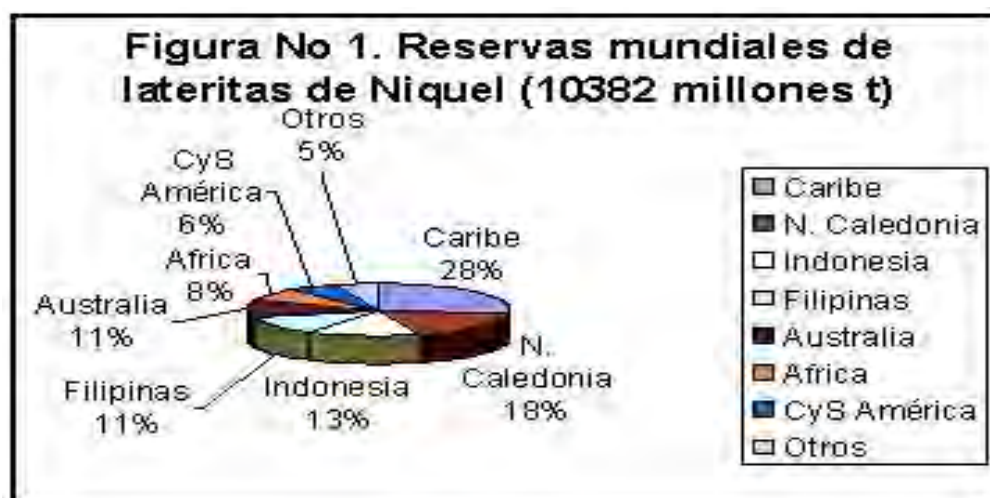 Figura No 1. Reservas mundiales de
lateritas de Niquel (10382 millones t)
Otros
5%
CyS
América
6%
Africa
8%
Australia
11%
Filipinas
11%
Indonesia
13%
N.
Caledonia
18%
Caribe
28%
Caribe
N. Caledonia
Indonesia
Filipinas
Australia
Africa
CyS América
Otros